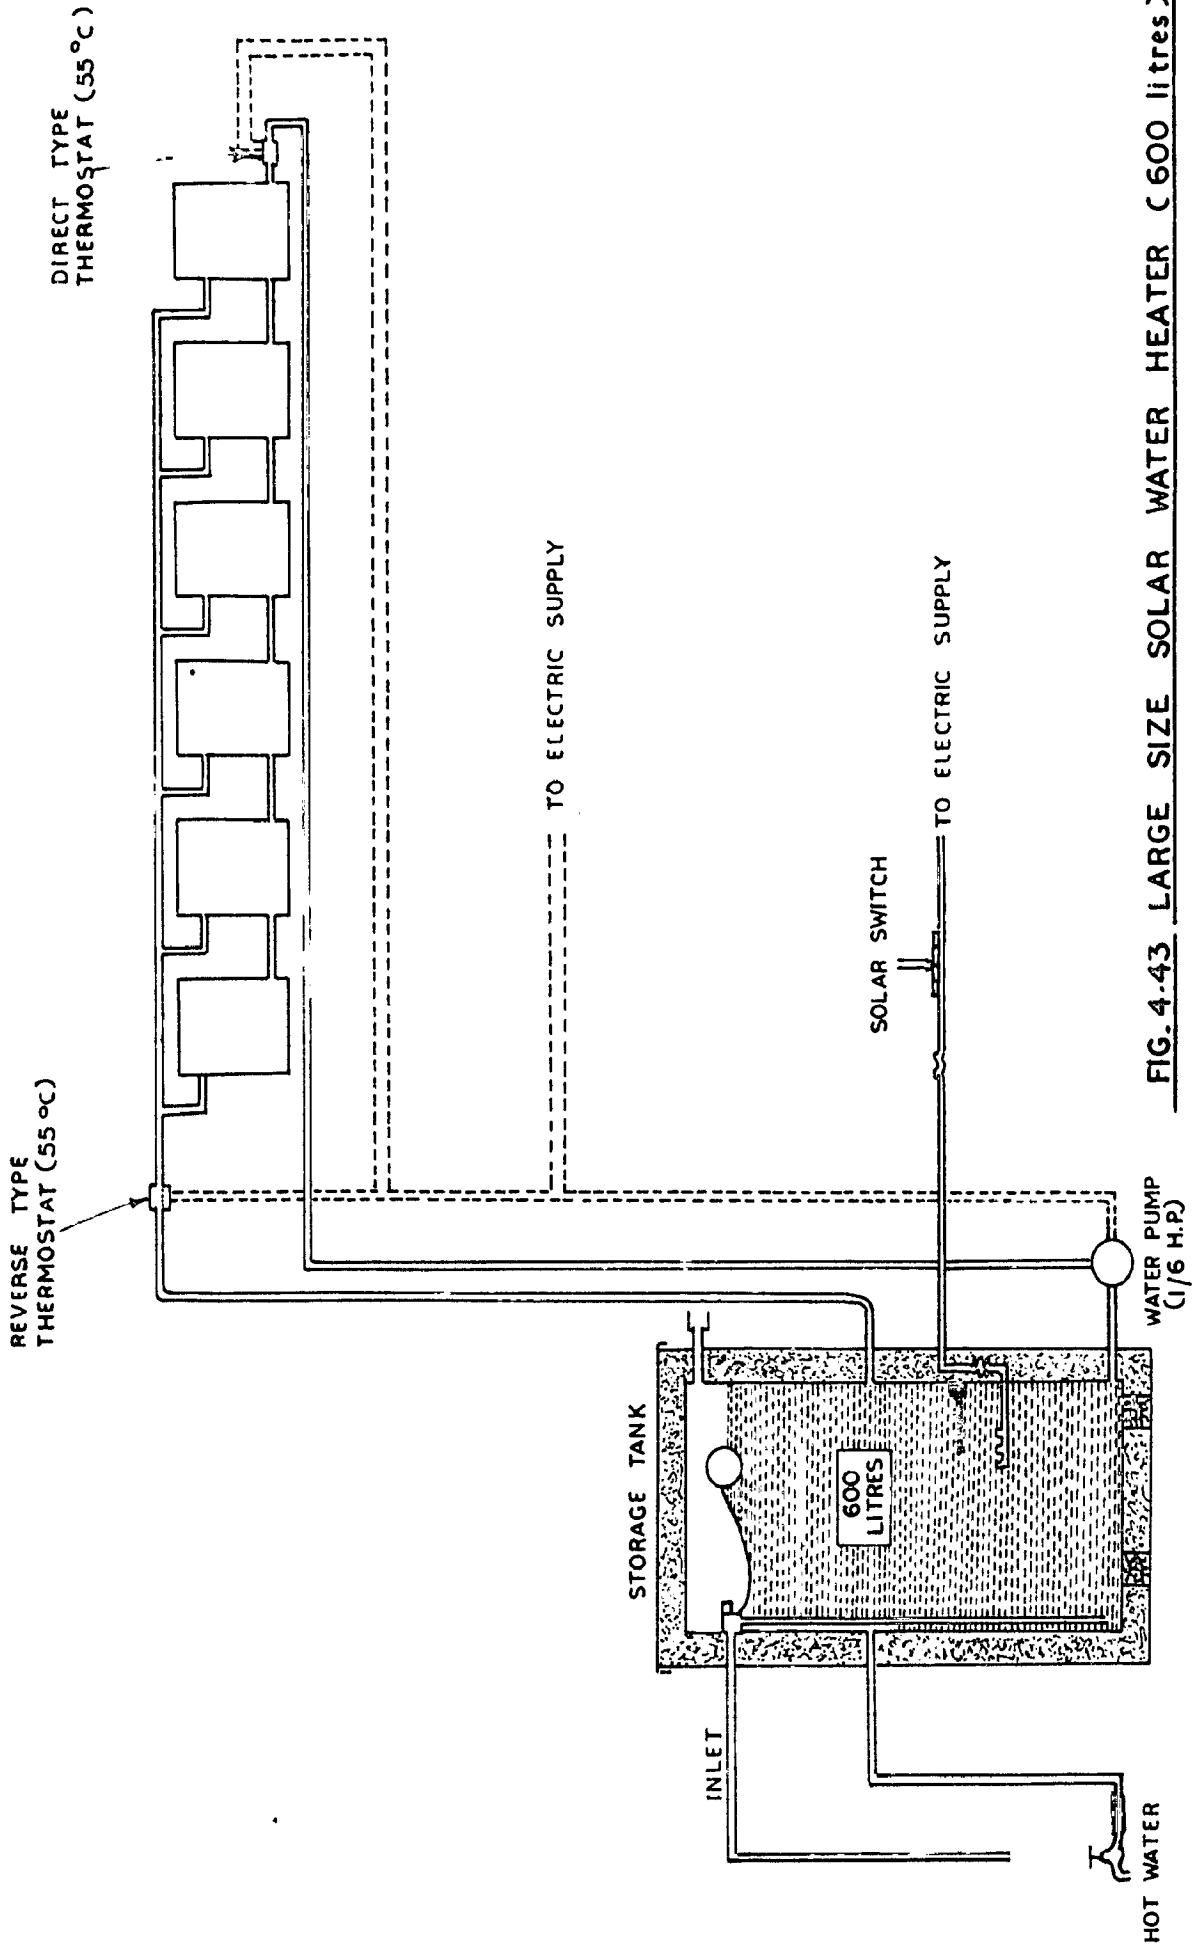 DIRECT TYPE
THERMOSTAT (55°C)
REVERSE TYPE
THERMOSTAT (55°C)
TO ELECTRIC SUPPLY
SOLAR SWITCH
TO ELECTRIC SUPPLY
STORAGE TANK
600
LITRES
INLET
HOT WATER
WATER PUMP
(1/6 H.P.)
FIG. 4.43 LARGE SIZE SOLAR WATER HEATER (600 litres)